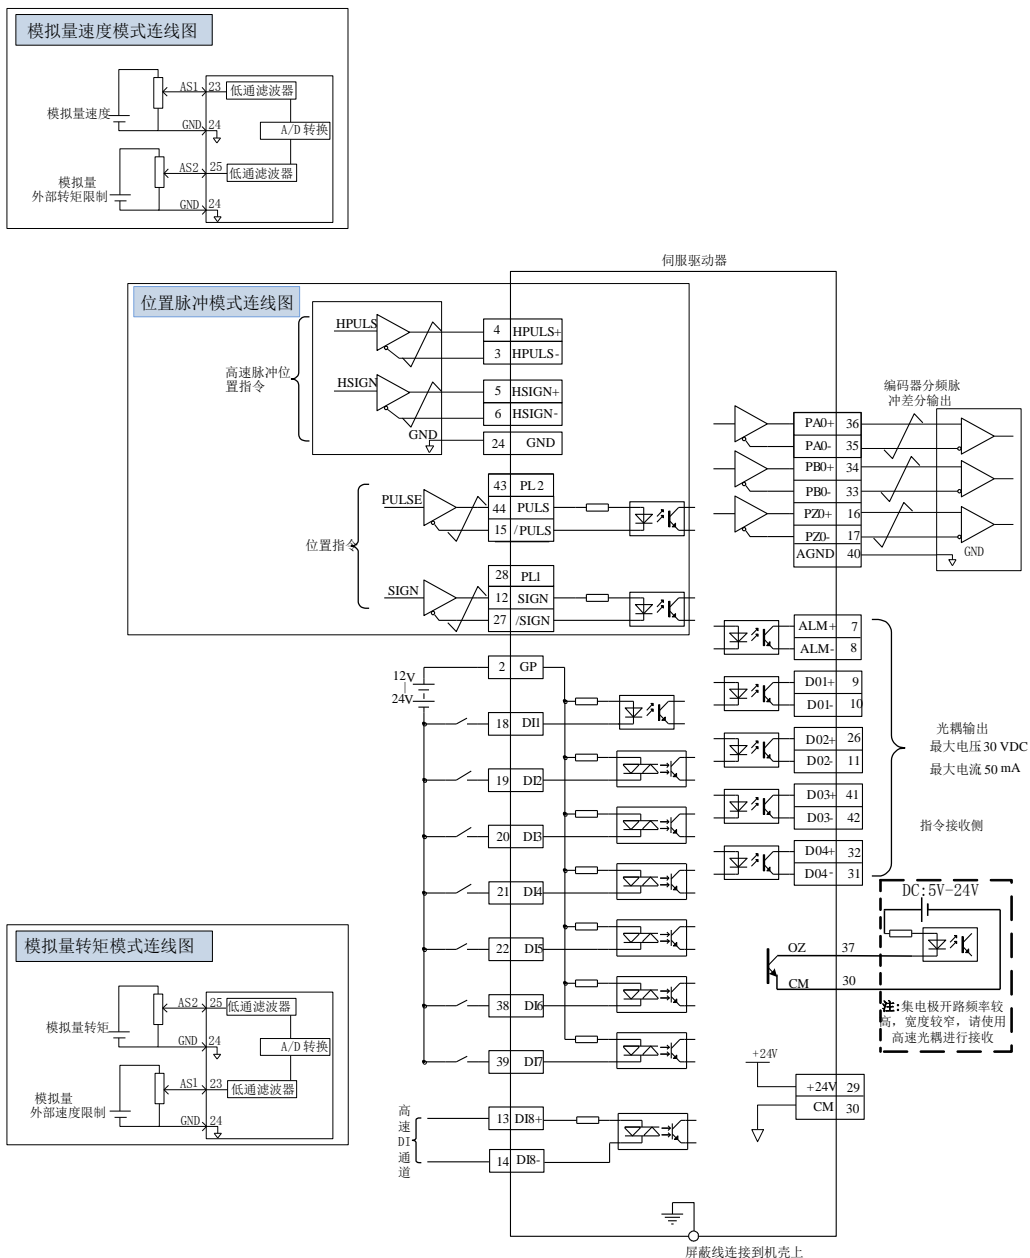 模拟量速度模式连线图
模拟量速度
AS1 23 低通滤波器
GND 24
A/D 转换
AS2 25 低通滤波器
模拟量
外部转矩限制
GND 24
伺服驱动器
位置脉冲模式连线图
高速脉冲位
置指令
HPULS
4 HPULS+
3 HPULS-
HSIGN
5 HSIGN+
6 HSIGN-
GND
24 GND
位置指令
43 PL2
PULSE
44 PULS
15 /PULS
28 PL1
SIGN
12 SIGN
27 /SIGN
编码器分频脉
冲差分输出
PA0+ 36
PA0- 35
PB0+ 34
PB0- 33
PZ0+ 16
PZ0- 17
AGND 40
GND
12V
|
24V
2 GP
18 DI1
19 DI2
20 DI3
21 DI4
22 DI5
38 DI6
39 DI7
高
速
DI
通
道
13 DI8+
14 DI8-
ALM+ 7
ALM- 8
D01+ 9
D01- 10
D02+ 26
D02- 11
D03+ 41
D03- 42
D04+ 32
D04- 31
光耦输出
最大电压30 VDC
最大电流50 mA
指令接收侧
DC:5V-24V
OZ 37
CM 30
注:集电极开路频率较
高，宽度较窄，请使用
高速光耦进行接收
+24V
+24V 29
CM 30
屏蔽线连接到机壳上
模拟量转矩模式连线图
模拟量转矩
AS2 25 低通滤波器
GND 24
A/D 转换
AS1 23 低通滤波器
模拟量
外部速度限制
GND 24